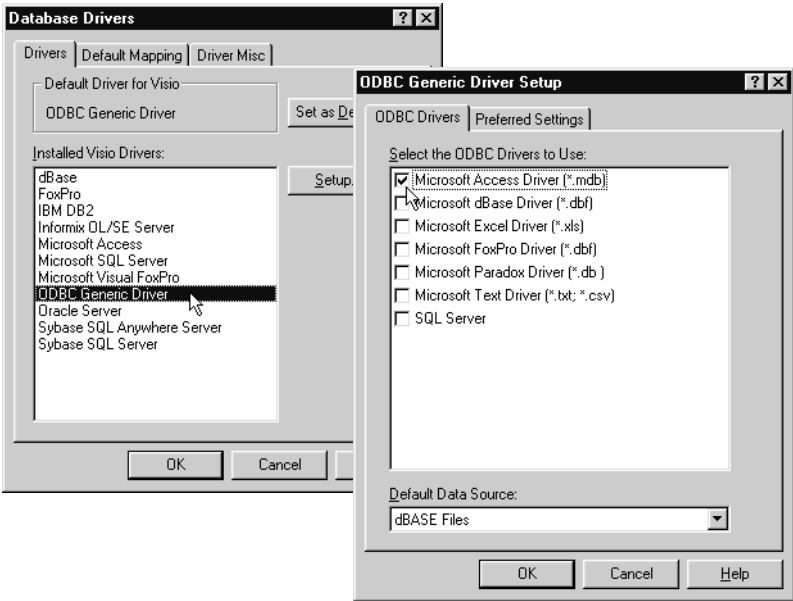 Database Drivers
Drivers
Default Mapping
Driver Misc
Default Driver for Visio
ODBC Generic Driver
Set as De
Installed Visio Drivers:
dBase
FoxPro
IBM DB2
Informix OL/SE Server
Microsoft Access
Microsoft SQL Server
Microsoft Visual FoxPro
ODBC Generic Driver
Oracle Server
Sybase SQL Anywhere Server
Sybase SQL Server
Setup.
OK
Cancel
ODBC Generic Driver Setup
ODBC Drivers
Preferred Settings
Select the ODBC Drivers to Use:
Microsoft Access Driver (*.mdb)
Microsoft dBase Driver (*.dbf)
Microsoft Excel Driver (*.xls)
Microsoft FoxPro Driver (*.dbf)
Microsoft Paradox Driver (*.db )
Microsoft Text Driver (*.txt; *.csv)
SQL Server
Default Data Source:
dBASE Files
OK
Cancel
Help